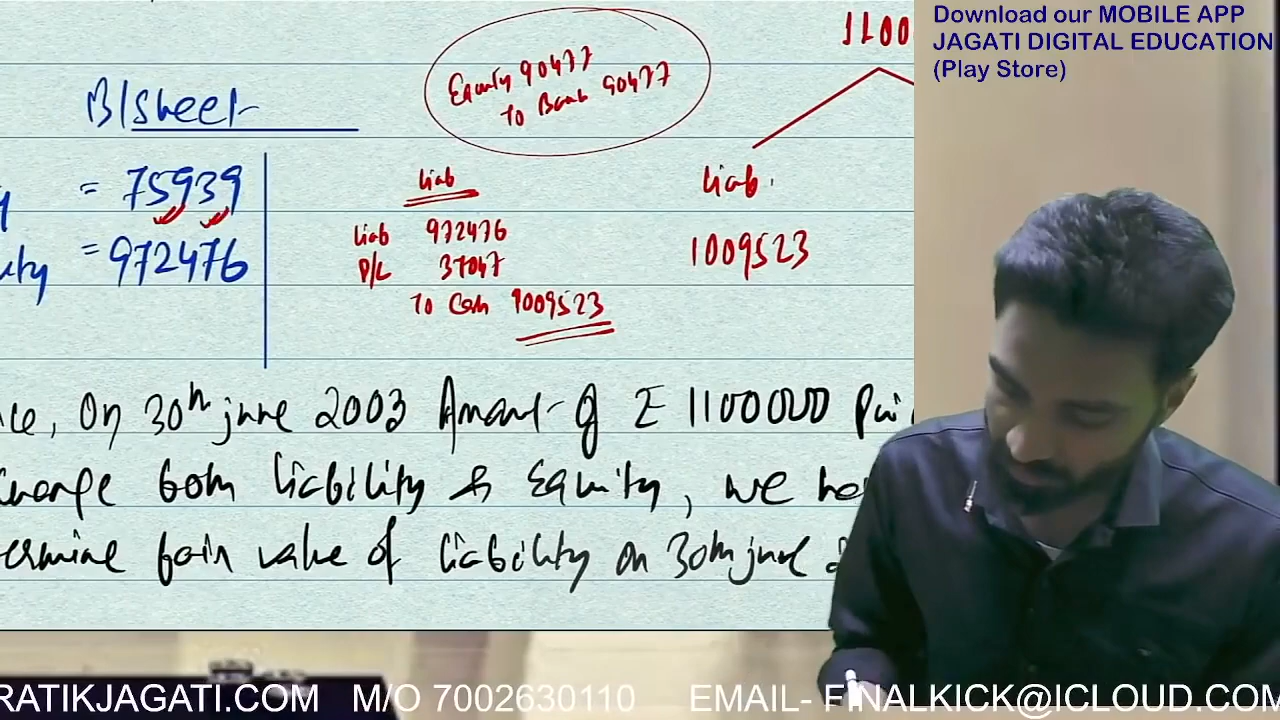 Download our MOBILE APP
JAGATI DIGITAL EDUCATION
(Play Store)
1100
Equity 90477
To Bank 90477
B/Sheet
= 75939
= 972476
Liab
Liab 972476
P/L 37047
To Cash 1009523
Liab.
1009523
On 30th june 2003 Amount of 1100000
both liability & Equity, we
fair value of liability on 30th june
RATIKJAGATI.COM M/O 7002630110 EMAIL- FINALKICK@ICLOUD.COM